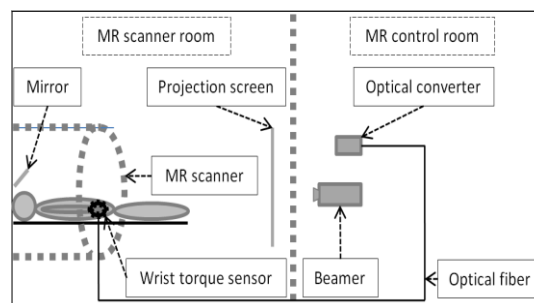 MR scanner room
MR control room
Mirror
Projection screen
Optical converter
MR scanner
Wrist torque sensor
Beamer
Optical fiber